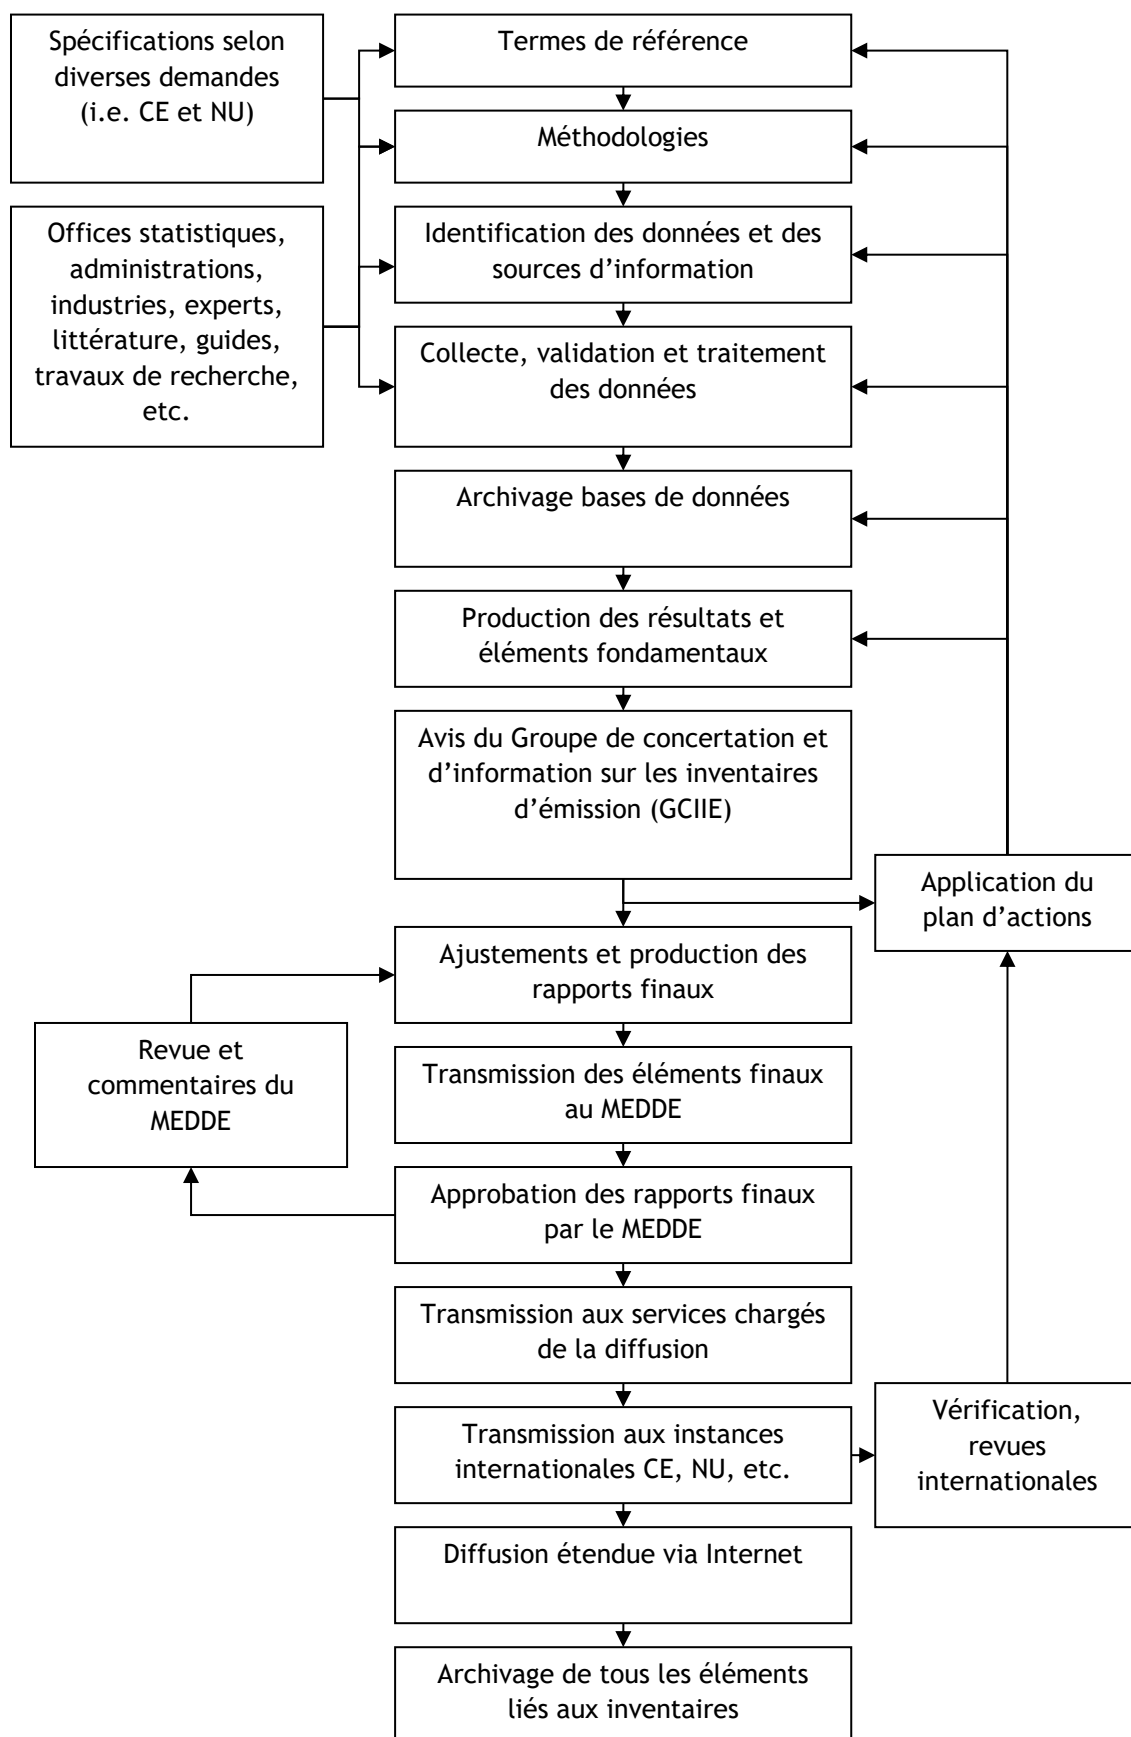 Spécifications selon
diverses demandes
(i.e. CE et NU)
Termes de référence
Méthodologies
Offices statistiques,
administrations,
industries, experts,
littérature, guides,
travaux de recherche,
etc.
Identification des données et des
sources d’information
Collecte, validation et traitement
des données
Archivage bases de données
Production des résultats et
éléments fondamentaux
Avis du Groupe de concertation et
d’information sur les inventaires
d’émission (GCIIE)
Application du
plan d’actions
Ajustements et production des
rapports finaux
Revue et
commentaires du
MEDDE
Transmission des éléments finaux
au MEDDE
Approbation des rapports finaux
par le MEDDE
Transmission aux services chargés
de la diffusion
Transmission aux instances
internationales CE, NU, etc.
Vérification,
revues
internationales
Diffusion étendue via Internet
Archivage de tous les éléments
liés aux inventaires